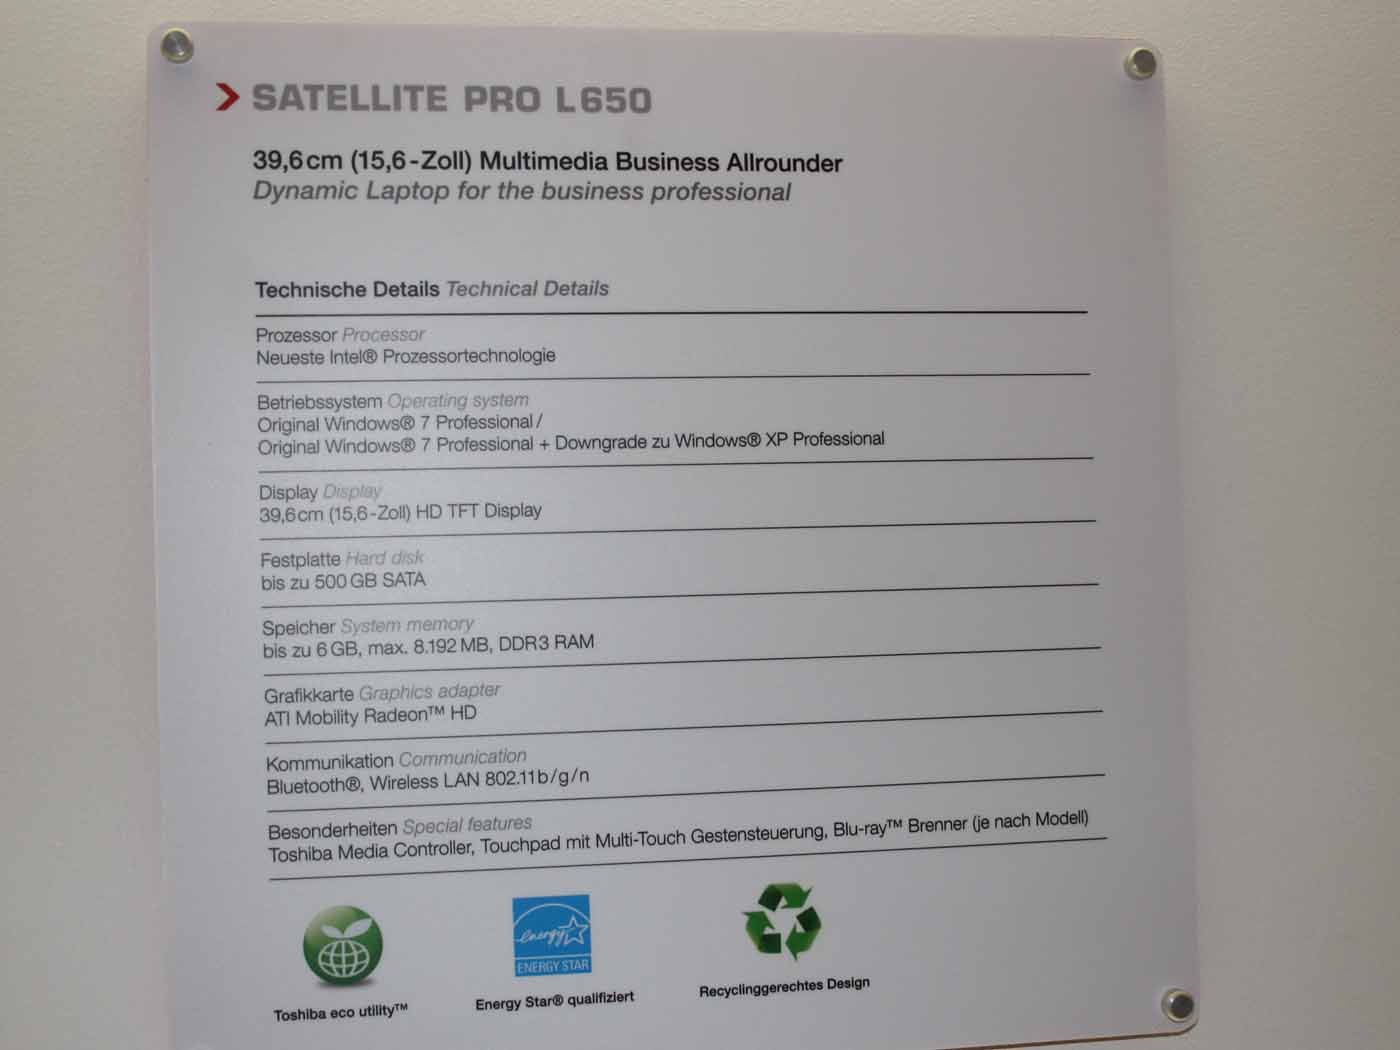 SATELLITE PRO L650
39,6cm (15,6-Zoll) Multimedia Business Allrounder
Dynamic Laptop for the business professional
Technische Details Technical Details
Prozessor Processor
Neueste Intel® Prozessortechnologie
Betriebssystem Operating system
Original Windows® 7 Professional/
Original Windows® 7 Professional + Downgrade zu Windows® XP Professional
Display Display
39,6cm (15,6-Zoll) HD TFT Display
Festplatte Hard disk
bis zu 500 GB SATA
Speicher System memory
bis zu 6 GB, max. 8.192 MB, DDR3 RAM
Grafikkarte Graphics adapter
ATI Mobility Radeon™ HD
Kommunikation Communication
Bluetooth®, Wireless LAN 802.11b/g/n
Besonderheiten Special features
Toshiba Media Controller, Touchpad mit Multi-Touch Gestensteuerung, Blu-ray™ Brenner (je nach Modell)
energy
ENERGY STAR
Toshiba eco utility™
Energy Star® qualifiziert
Recyclinggerechtes Design